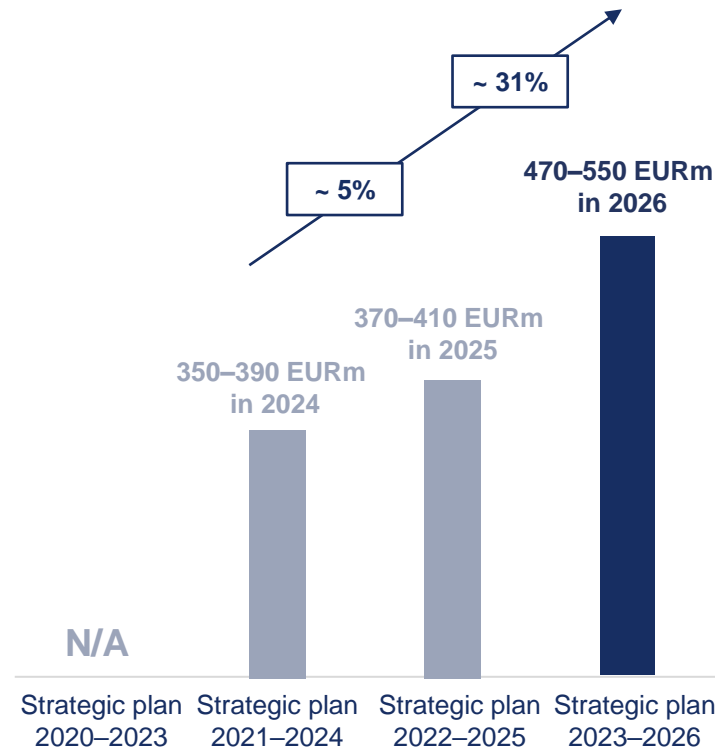 ~ 31%
~ 5%
470–550 EURm
in 2026
370–410 EURm
in 2025
350–390 EURm
in 2024
N/A
Strategic plan
2020–2023
Strategic plan
2021–2024
Strategic plan
2022–2025
Strategic plan
2023–2026